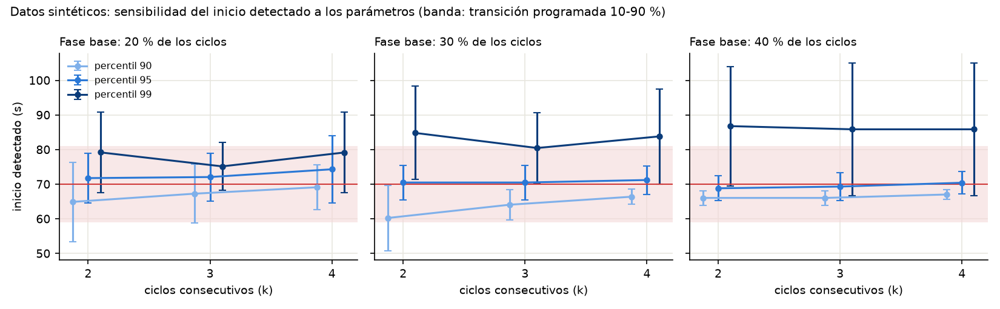 Datos sintéticos: sensibilidad del inicio detectado a los parámetros (banda: transición programada 10-90 %)
Fase base: 20 % de los ciclos
Fase base: 30 % de los ciclos
Fase base: 40 % de los ciclos
percentil 90
percentil 95
percentil 99
inicio detectado (s)
100
90
80
70
60
50
2 3 4
2 3 4
2 3 4
ciclos consecutivos (k)
ciclos consecutivos (k)
ciclos consecutivos (k)